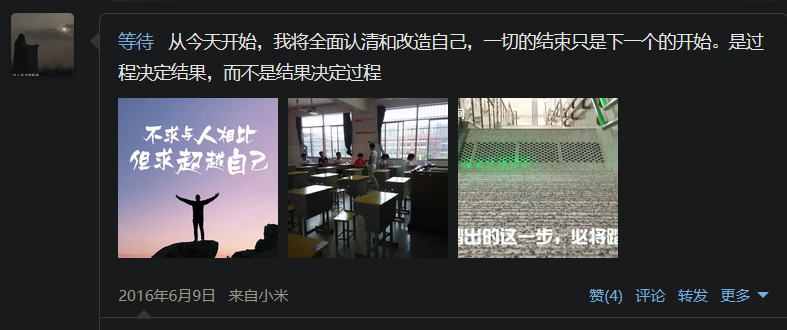 等待 从今天开始，我将全面认清和改造自己，一切的结束只是下一个的开始。是过
程决定结果，而不是结果决定过程
不求与人相比
但求超越自己
出的这一步，必将踏
2016年6月9日 来自小米
赞(4) 评论 转发 更多